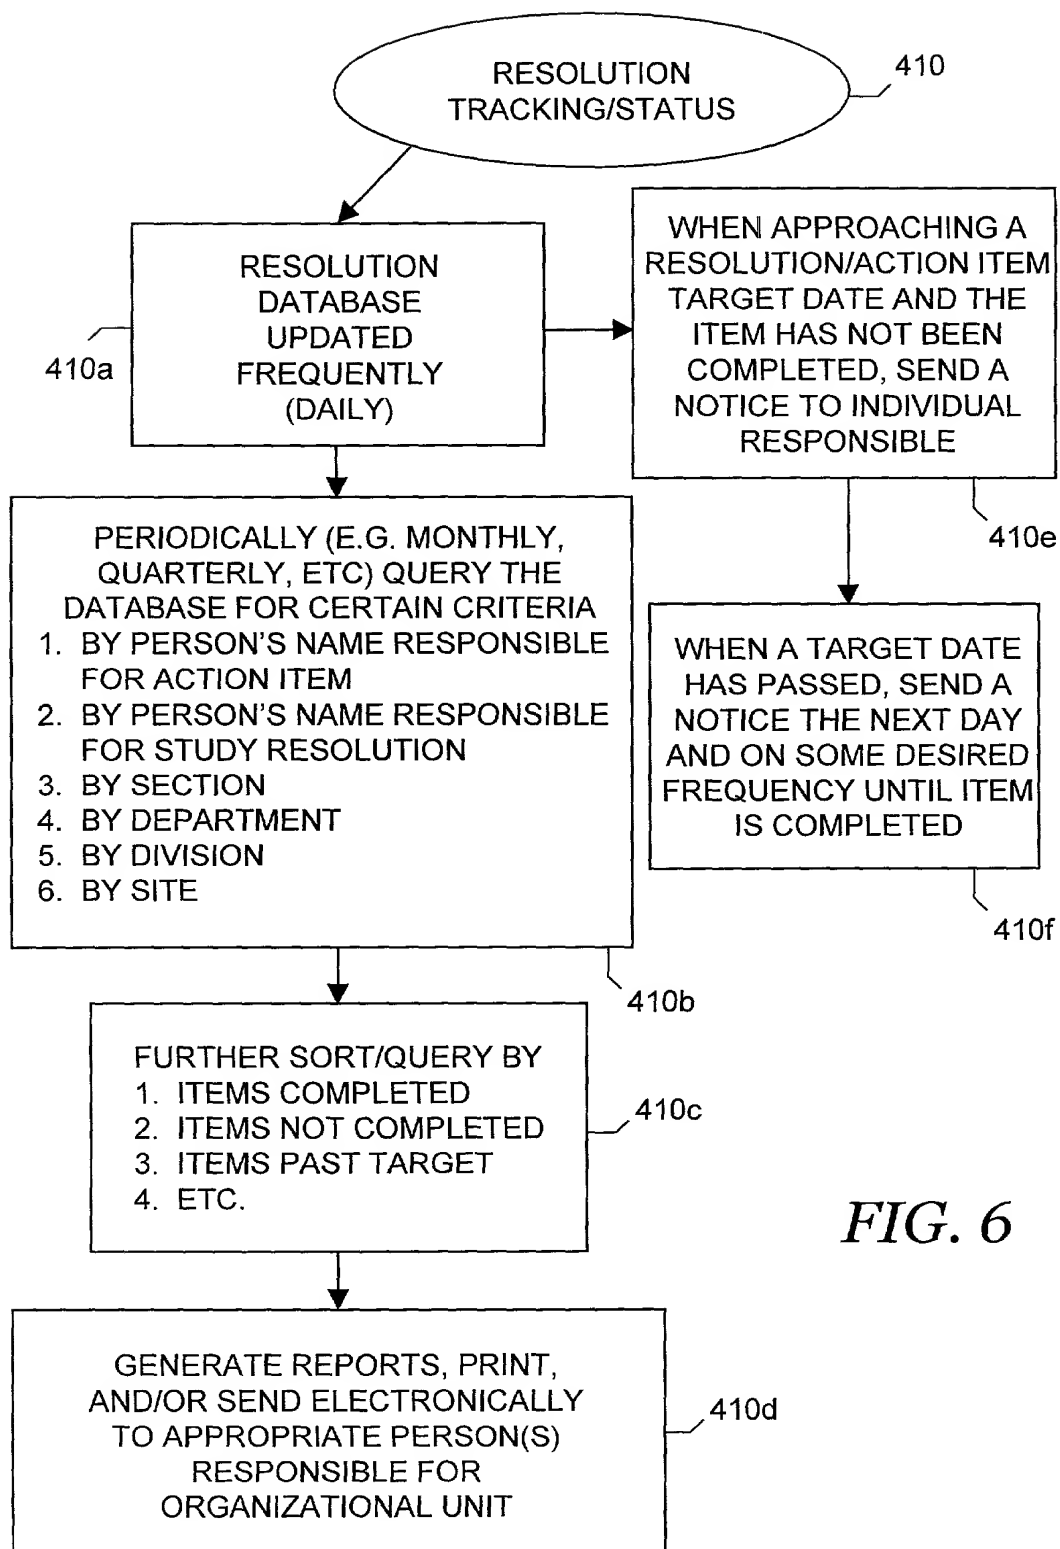 RESOLUTION
TRACKING/STATUS
410
RESOLUTION
DATABASE
UPDATED
FREQUENTLY
(DAILY)
410a
WHEN APPROACHING A
RESOLUTION/ACTION ITEM
TARGET DATE AND THE
ITEM HAS NOT BEEN
COMPLETED, SEND A
NOTICE TO INDIVIDUAL
RESPONSIBLE
410e
PERIODICALLY (E.G. MONTHLY,
QUARTERLY, ETC) QUERY THE
DATABASE FOR CERTAIN CRITERIA
1. BY PERSON'S NAME RESPONSIBLE
FOR ACTION ITEM
2. BY PERSON'S NAME RESPONSIBLE
FOR STUDY RESOLUTION
3. BY SECTION
4. BY DEPARTMENT
5. BY DIVISION
6. BY SITE
410b
WHEN A TARGET DATE
HAS PASSED, SEND A
NOTICE THE NEXT DAY
AND ON SOME DESIRED
FREQUENCY UNTIL ITEM
IS COMPLETED
410f
FURTHER SORT/QUERY BY
1. ITEMS COMPLETED
2. ITEMS NOT COMPLETED
3. ITEMS PAST TARGET
4. ETC.
410c
FIG. 6
GENERATE REPORTS, PRINT,
AND/OR SEND ELECTRONICALLY
TO APPROPRIATE PERSON(S)
RESPONSIBLE FOR
ORGANIZATIONAL UNIT
410d